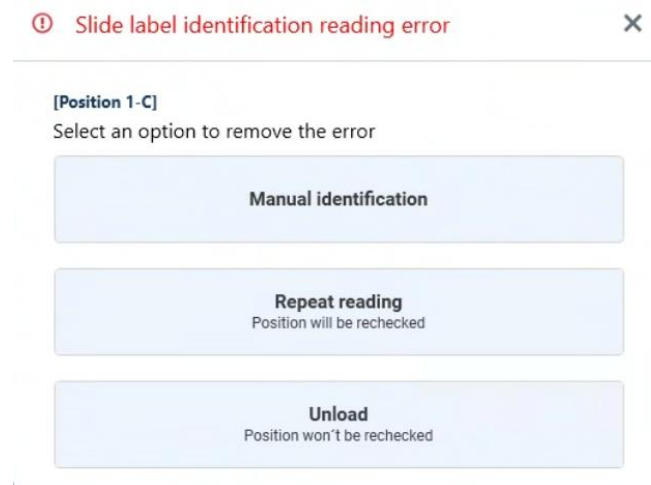 Slide label identification reading error
[Position 1-C]
Select an option to remove the error
Manual identification
Repeat reading
Position will be rechecked
Unload
Position won´t be rechecked